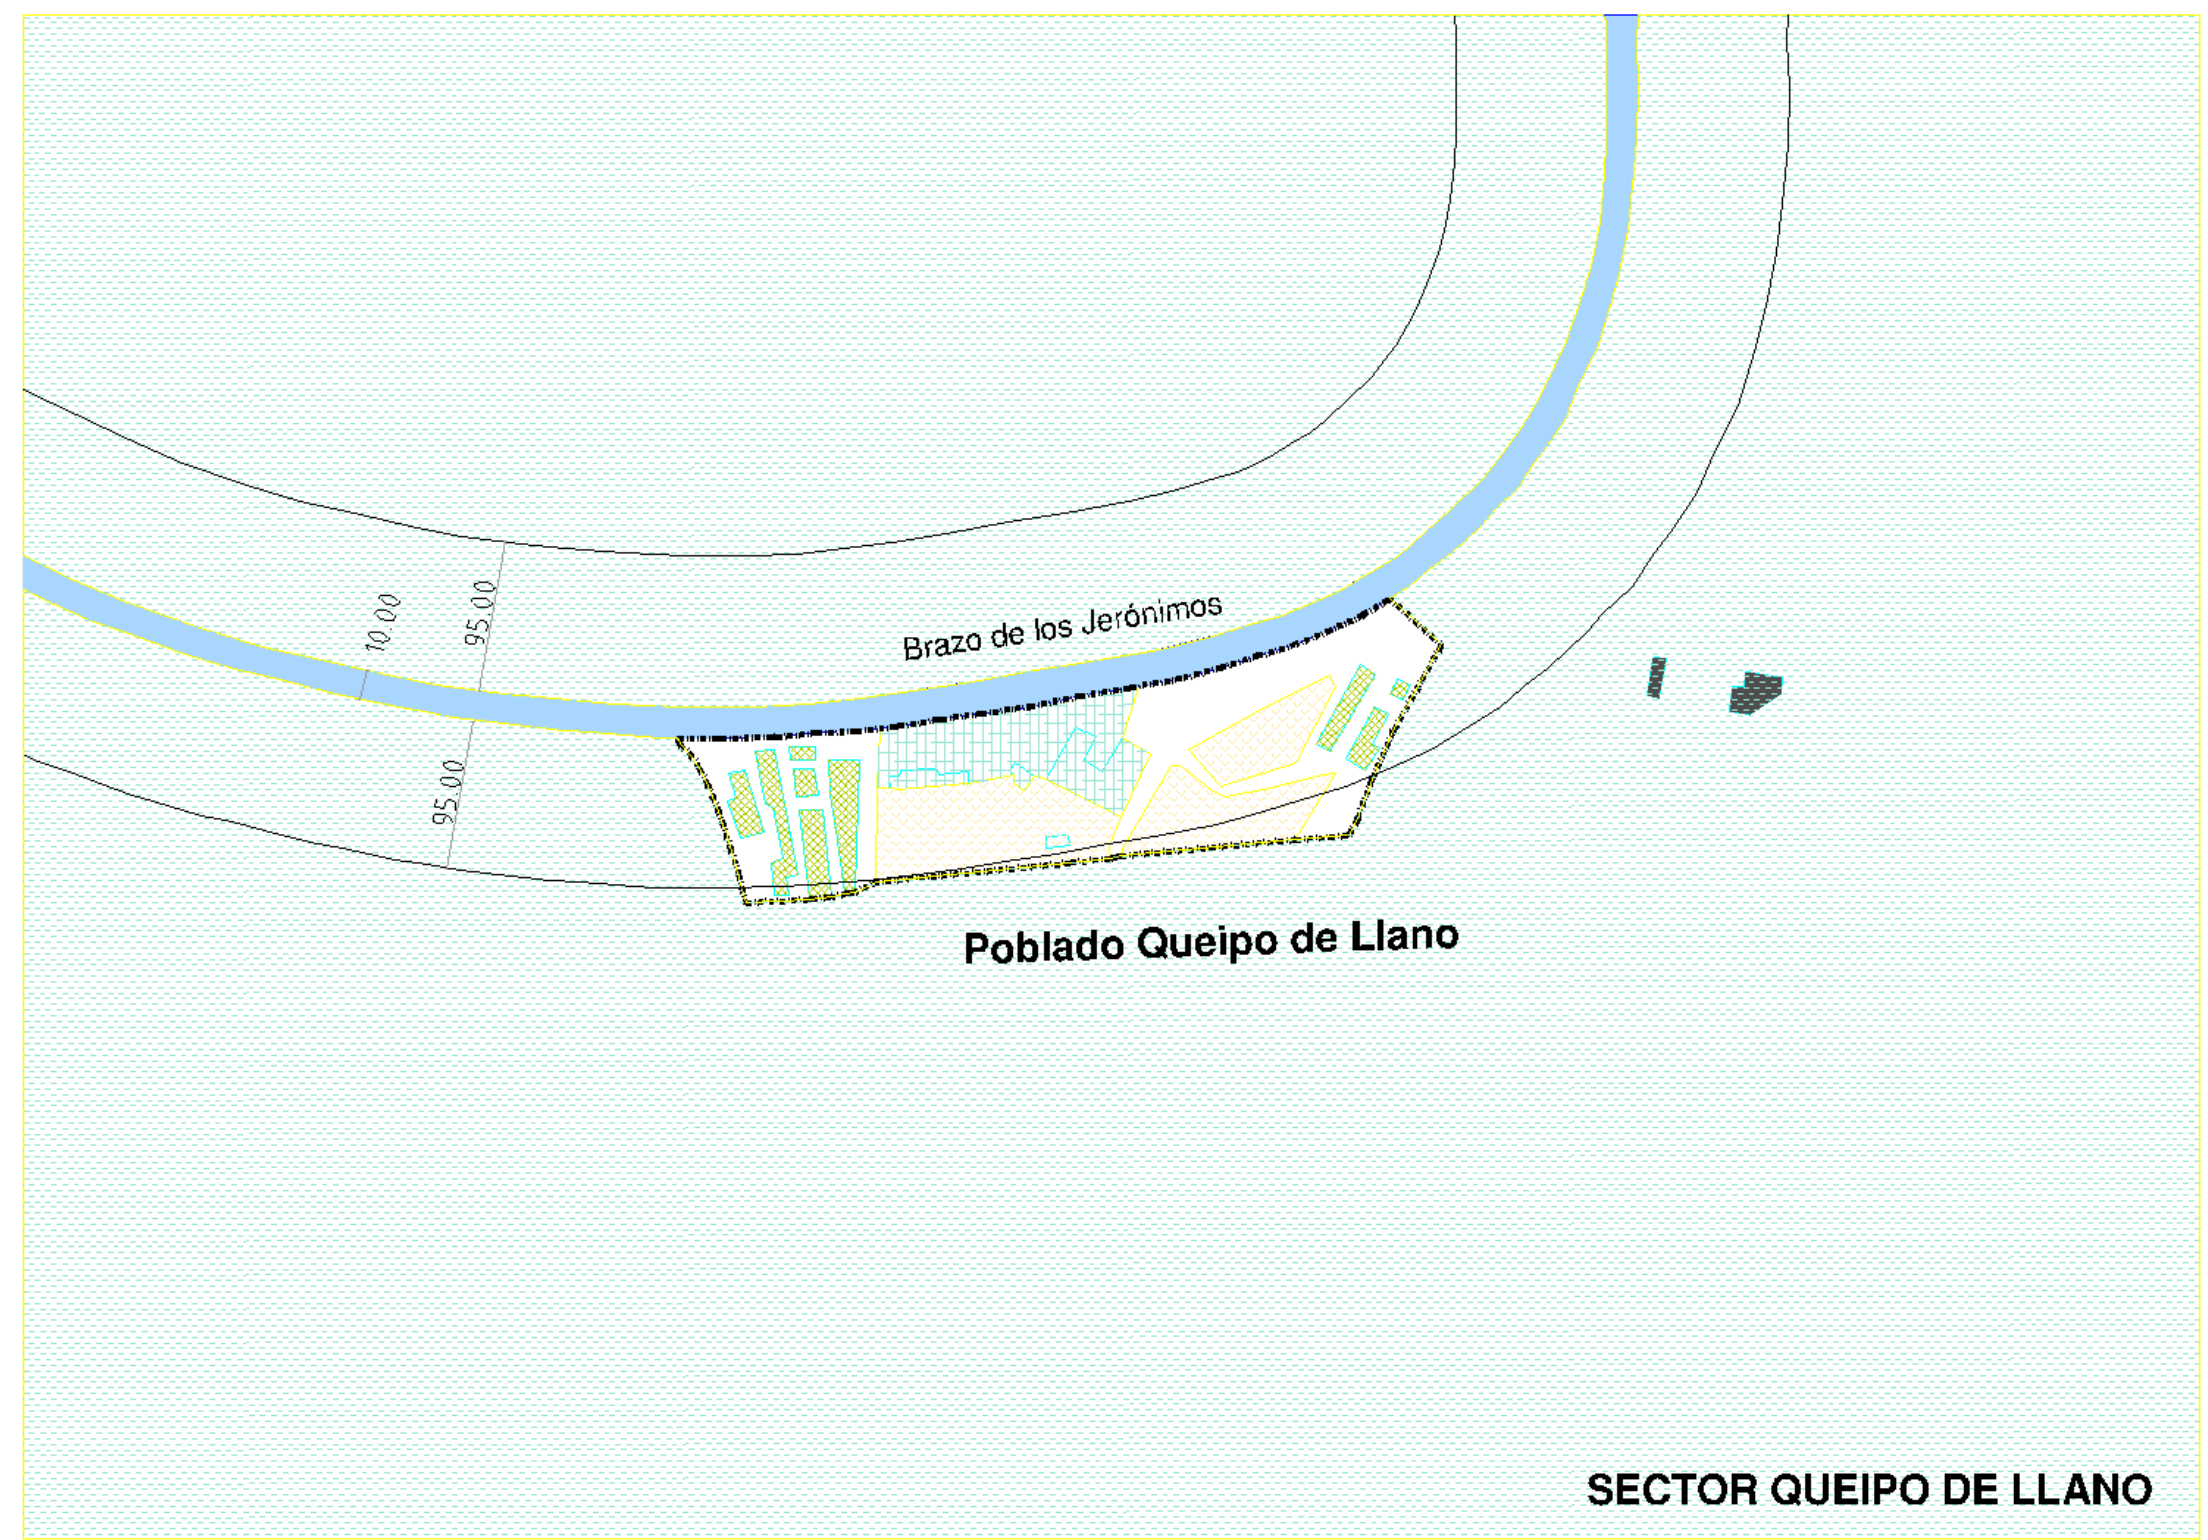 10.00
95.00
Brazo de los Jerónimos
95.00
Poblado Queipo de Llano
SECTOR QUEIPO DE LLANO